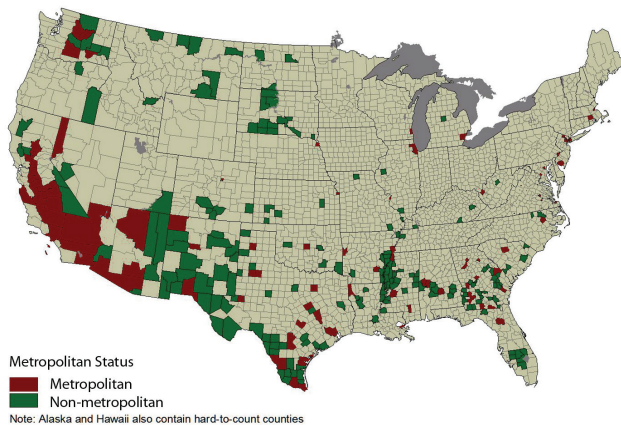 Metropolitan Status
Metropolitan
Non-metropolitan
Note: Alaska and Hawaii also contain hard-to-count counties